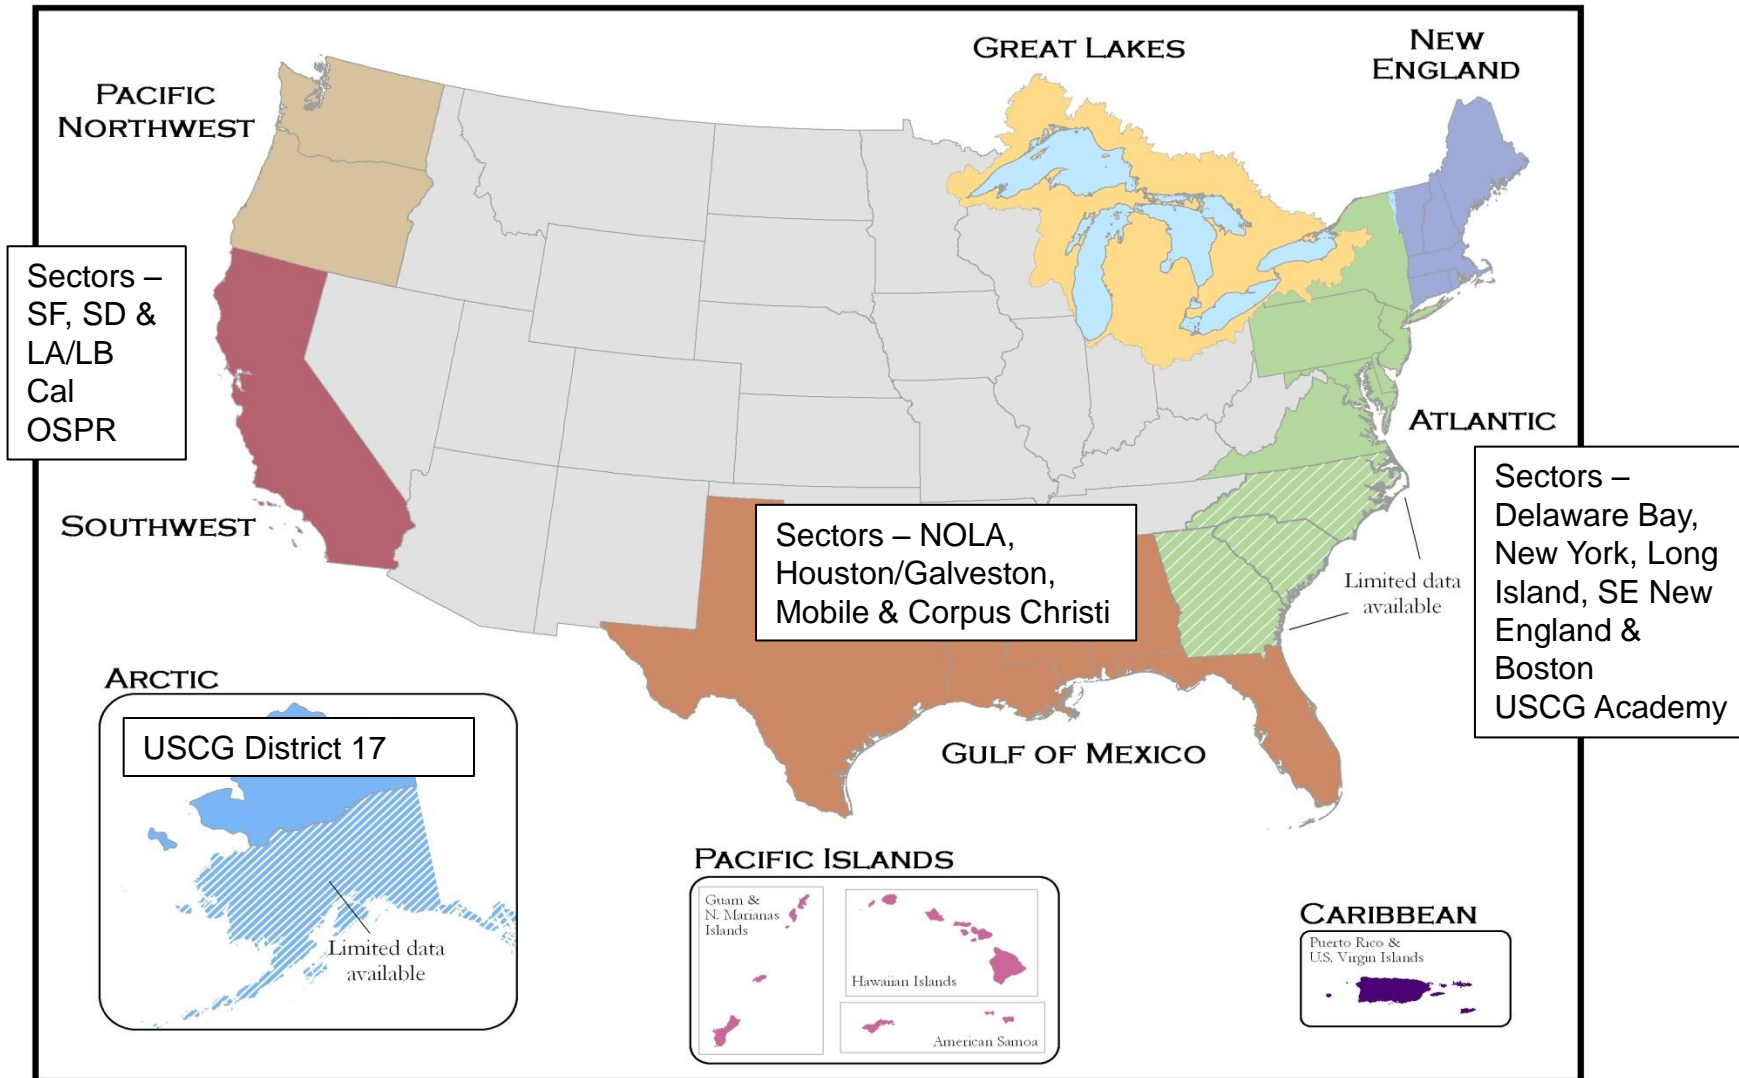 GREAT LAKES
NEW
ENGLAND
PACIFIC
NORTHWEST
Sectors –
SF, SD &
LA/LB
Cal
OSPR
ATLANTIC
SOUTHWEST
Sectors – NOLA,
Houston/Galveston,
Mobile & Corpus Christi
Limited data
available
Sectors –
Delaware Bay,
New York, Long
Island, SE New
England &
Boston
USCG Academy
ARCTIC
USCG District 17
Limited data
available
GULF OF MEXICO
PACIFIC ISLANDS
Guam &
N. Marianas
Islands
Hawaiian Islands
American Samoa
CARIBBEAN
Puerto Rico &
U.S. Virgin Islands